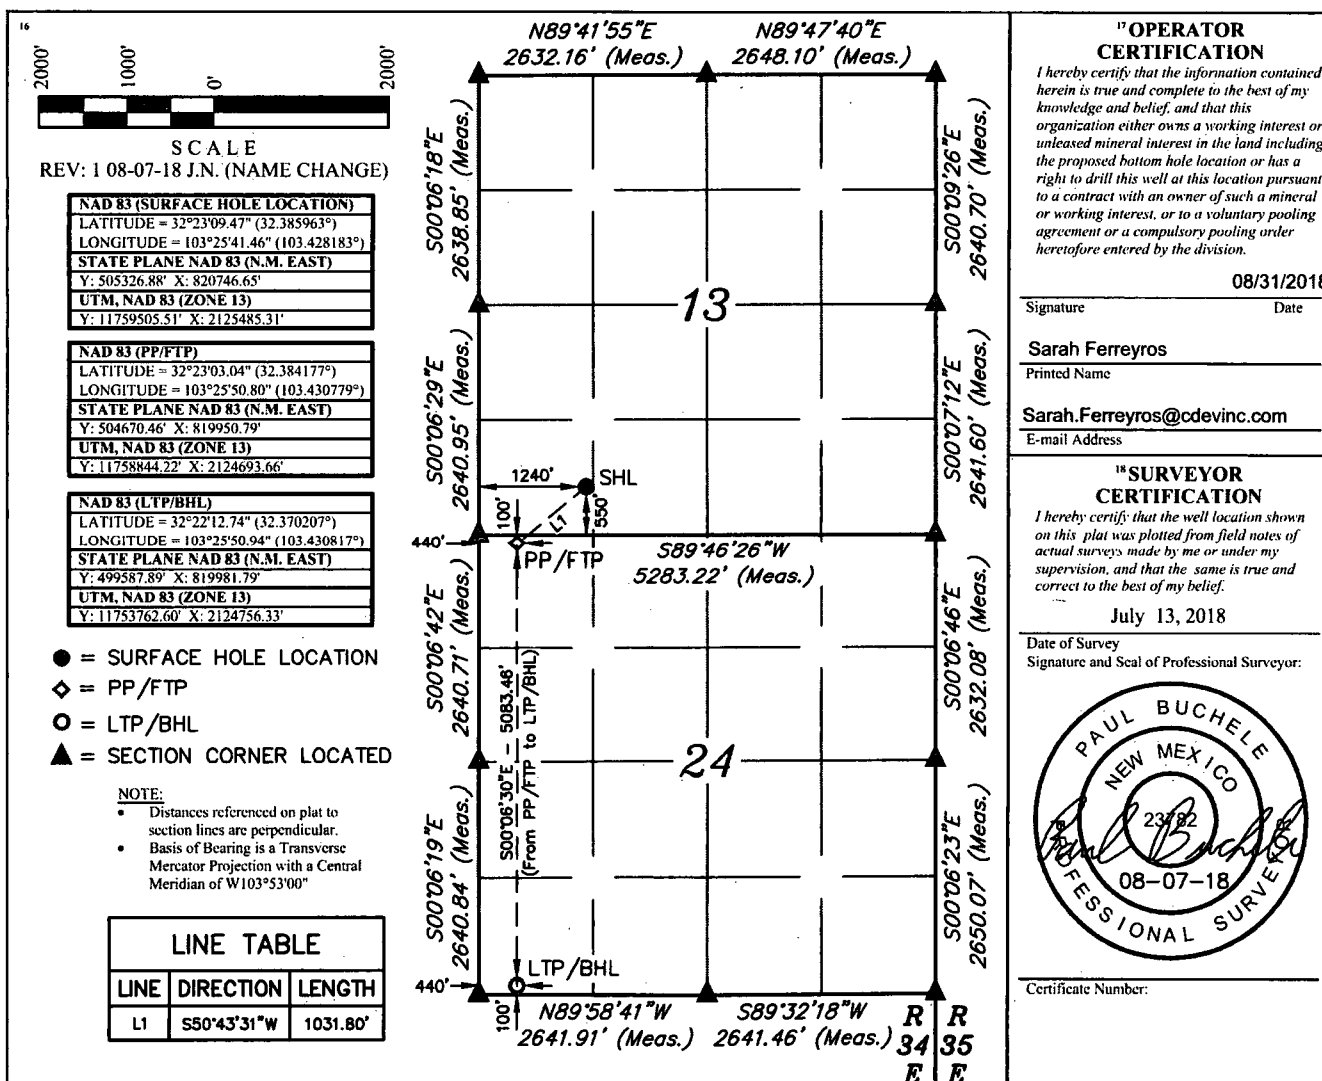 16
2000'
1000'
0'
2000'
SCALE
REV: 1 08-07-18 J.N. (NAME CHANGE)
NAD 83 (SURFACE HOLE LOCATION)
LATITUDE = 32°23'09.47" (32.385963°)
LONGITUDE = 103°25'41.46" (103.428183°)
STATE PLANE NAD 83 (N.M. EAST)
Y: 505326.88' X: 820746.65'
UTM, NAD 83 (ZONE 13)
Y: 11759505.51' X: 2125485.31'
NAD 83 (PP/FTP)
LATITUDE = 32°23'03.04" (32.384177°)
LONGITUDE = 103°25'50.80" (103.430779°)
STATE PLANE NAD 83 (N.M. EAST)
Y: 504670.46' X: 819950.79'
UTM, NAD 83 (ZONE 13)
Y: 11758844.22' X: 2124693.66'
NAD 83 (LTP/BHL)
LATITUDE = 32°22'12.74" (32.370207°)
LONGITUDE = 103°25'50.94" (103.430817°)
STATE PLANE NAD 83 (N.M. EAST)
Y: 499587.89' X: 819981.79'
UTM, NAD 83 (ZONE 13)
Y: 11753762.60' X: 2124756.33'
= SURFACE HOLE LOCATION
= PP/FTP
= LTP/BHL
= SECTION CORNER LOCATED
NOTE:
• Distances referenced on plat to
section lines are perpendicular.
• Basis of Bearing is a Transverse
Mercator Projection with a Central
Meridian of W103°53'00"
LINE TABLE
LINE DIRECTION LENGTH
L1 S50°43'31"W 1031.80'
N89°41'55"E
2632.16' (Meas.)
N89°47'40"E
2648.10' (Meas.)
S00°06'18"E
2638.85' (Meas.)
S00°09'26"E
2640.70' (Meas.)
13
S00°06'29"E
2640.95' (Meas.)
S00°07'12"E
2641.60' (Meas.)
1240'
SHL
100'
L1
550'
440'
PP/FTP
S89°46'26"W
5283.22' (Meas.)
S00°06'42"E
2640.71' (Meas.)
S00°06'46"E
2632.08' (Meas.)
S00°06'30"E - 5083.46'
(From PP/FTP to LTP/BHL)
24
S00°06'19"E
2640.84' (Meas.)
S00°06'23"E
2650.07' (Meas.)
LTP/BHL
440'
100'
N89°58'41"W
2641.91' (Meas.)
S89°32'18"W
2641.46' (Meas.)
R R
34 35
E E
17 OPERATOR
CERTIFICATION
I hereby certify that the information contained
herein is true and complete to the best of my
knowledge and belief, and that this
organization either owns a working interest or
unleased mineral interest in the land including
the proposed bottom hole location or has a
right to drill this well at this location pursuant
to a contract with an owner of such a mineral
or working interest, or to a voluntary pooling
agreement or a compulsory pooling order
heretofore entered by the division.
08/31/2018
Signature Date
Sarah Ferreyros
Printed Name
Sarah.Ferreyros@cdevinc.com
E-mail Address
18 SURVEYOR
CERTIFICATION
I hereby certify that the well location shown
on this plat was plotted from field notes of
actual surveys made by me or under my
supervision, and that the same is true and
correct to the best of my belief.
July 13, 2018
Date of Survey
Signature and Seal of Professional Surveyor:
PAUL BUCHELE
NEW MEXICO
23782
Paul Buchele
08-07-18
PROFESSIONAL SURVEYOR
Certificate Number: